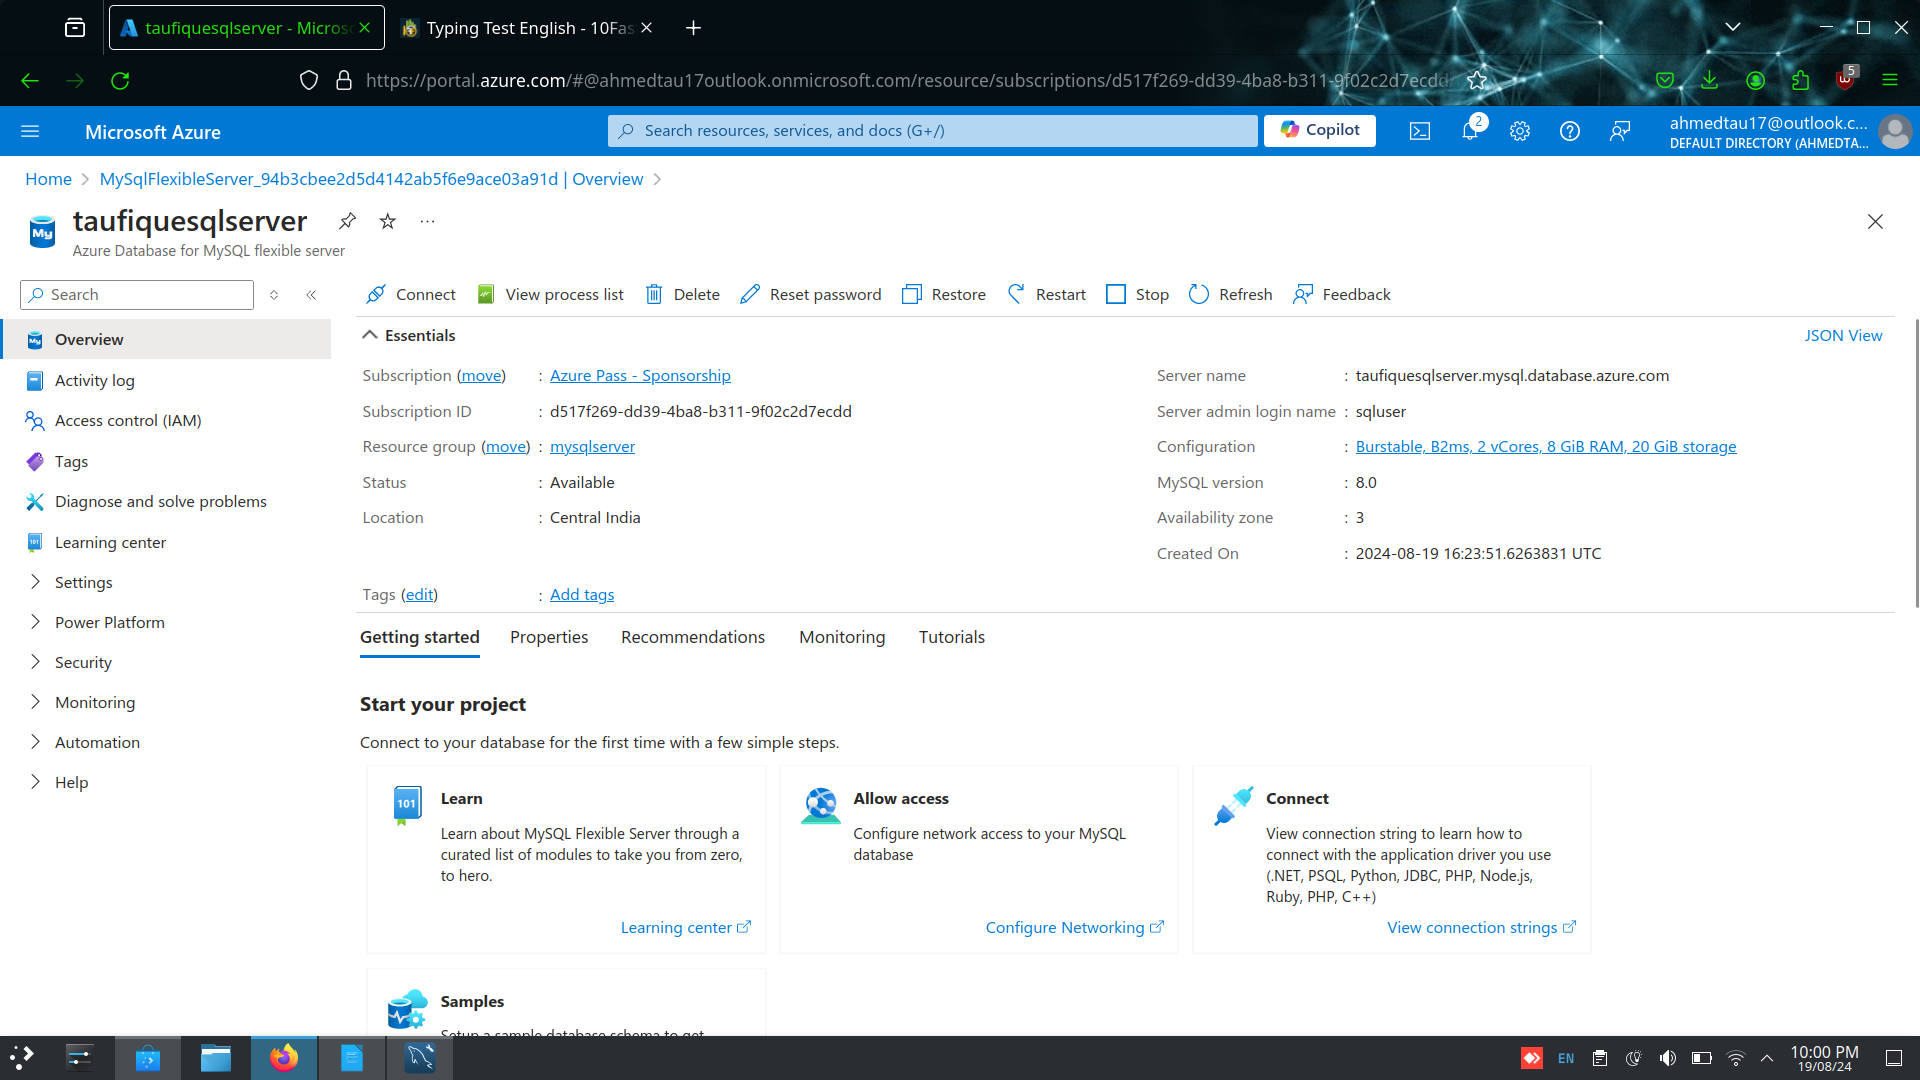 taufiquesqlserver - Micros
Typing Test English - 10Fas
https://portal.azure.com/#@ahmedtau17outlook.onmicrosoft.com/resource/subscriptions/d517f269-dd39-4ba8-b311-9f02c2d7ecdd
5
Microsoft Azure
Search resources, services, and docs (G+/)
Copilot
2
ahmedtau17@outlook.c...
DEFAULT DIRECTORY (AHMEDTA...
Home
MySqlFlexibleServer_94b3cbee2d5d4142ab5f6e9ace03a91d | Overview
taufiquesqlserver
Azure Database for MySQL flexible server
Search
Connect
View process list
Delete
Reset password
Restore
Restart
Stop
Refresh
Feedback
Overview
Activity log
Access control (IAM)
Tags
Diagnose and solve problems
Learning center
Settings
Power Platform
Security
Monitoring
Automation
Help
Essentials
JSON View
Subscription (move) : Azure Pass - Sponsorship
Subscription ID : d517f269-dd39-4ba8-b311-9f02c2d7ecdd
Resource group (move) : mysqlserver
Status : Available
Location : Central India
Server name : taufiquesqlserver.mysql.database.azure.com
Server admin login name : sqluser
Configuration : Burstable, B2ms, 2 vCores, 8 GiB RAM, 20 GiB storage
MySQL version : 8.0
Availability zone : 3
Created On : 2024-08-19 16:23:51.6263831 UTC
Tags (edit) : Add tags
Getting started
Properties
Recommendations
Monitoring
Tutorials
Start your project
Connect to your database for the first time with a few simple steps.
101
Learn
Learn about MySQL Flexible Server through a
curated list of modules to take you from zero,
to hero.
Learning center
Allow access
Configure network access to your MySQL
database
Configure Networking
Connect
View connection string to learn how to
connect with the application driver you use
(.NET, PSQL, Python, JDBC, PHP, Node.js,
Ruby, PHP, C++)
View connection strings
Samples
Setup a sample database schema to get
EN
10:00 PM
19/08/24